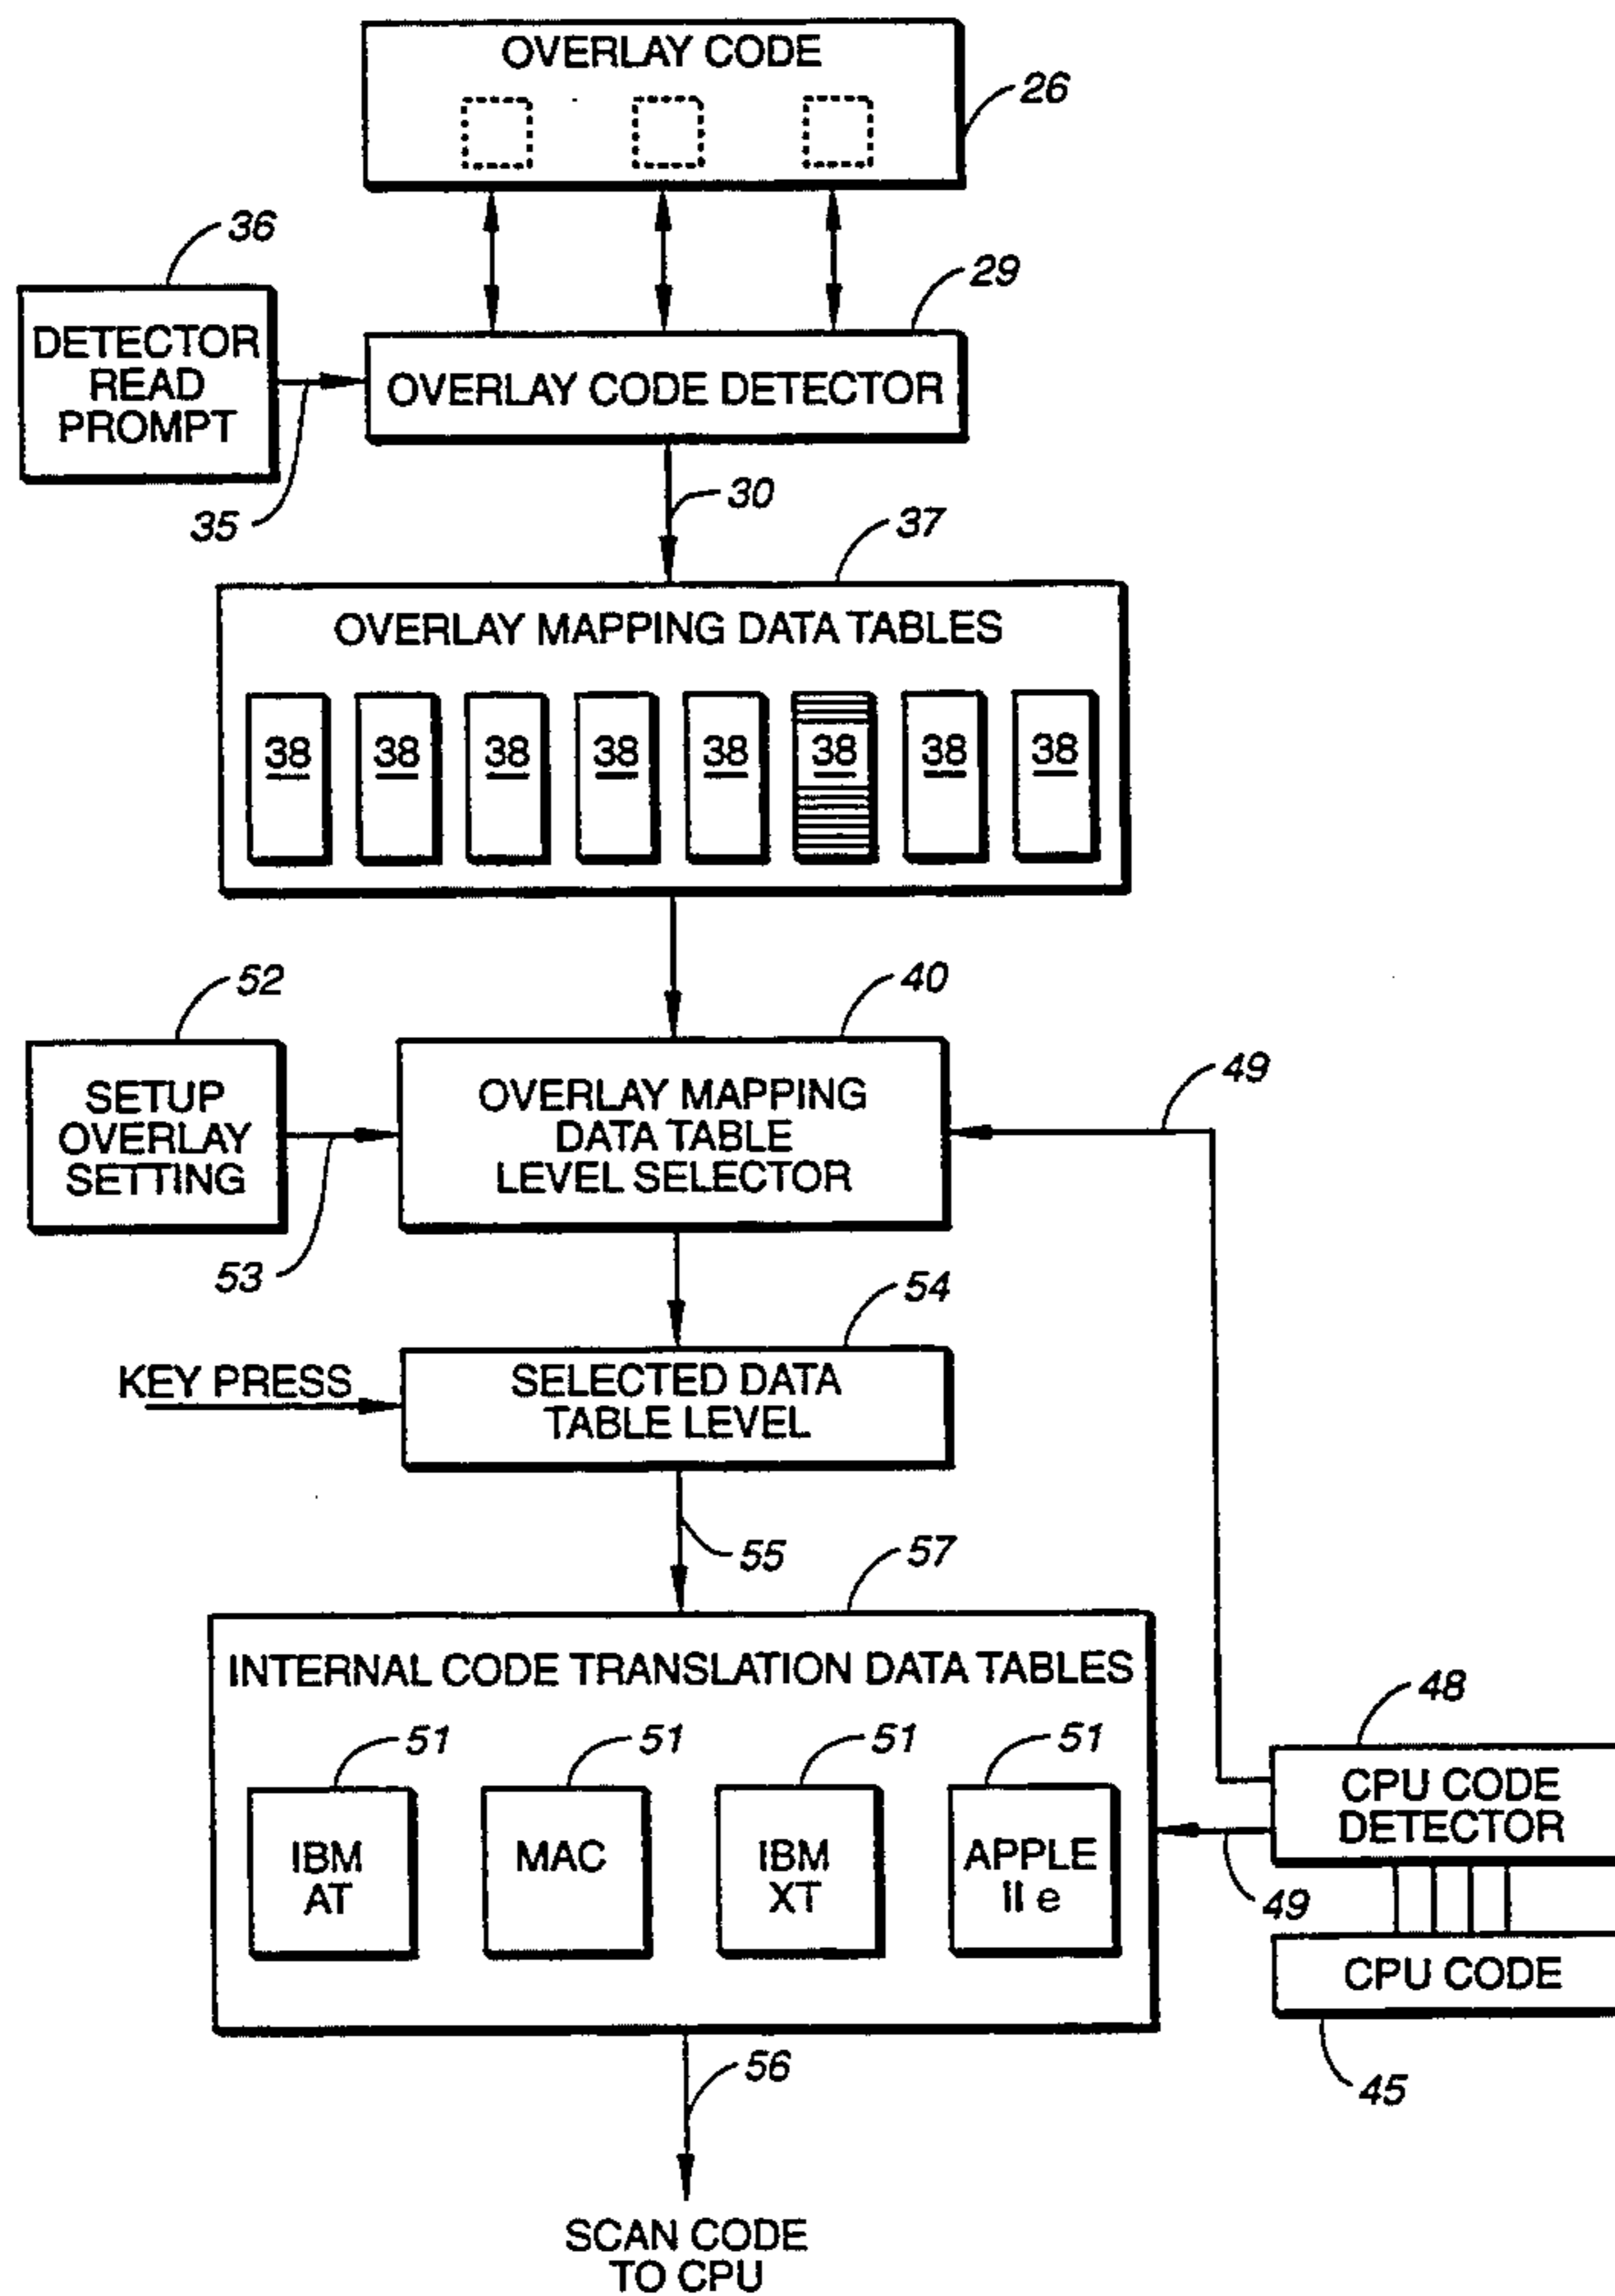 OVERLAY CODE
26
36
29
DETECTOR
READ
PROMPT
OVERLAY CODE DETECTOR
35
30
37
OVERLAY MAPPING DATA TABLES
38 38 38 38 38 38 38 38
52
40
49
SETUP
OVERLAY
SETTING
OVERLAY MAPPING
DATA TABLE
LEVEL SELECTOR
53
54
KEY PRESS
SELECTED DATA
TABLE LEVEL
55
57
INTERNAL CODE TRANSLATION DATA TABLES
48
51 51 51 51
IBM
AT
MAC
IBM
XT
APPLE
II e
CPU CODE
DETECTOR
49
CPU CODE
56
45
SCAN CODE
TO CPU